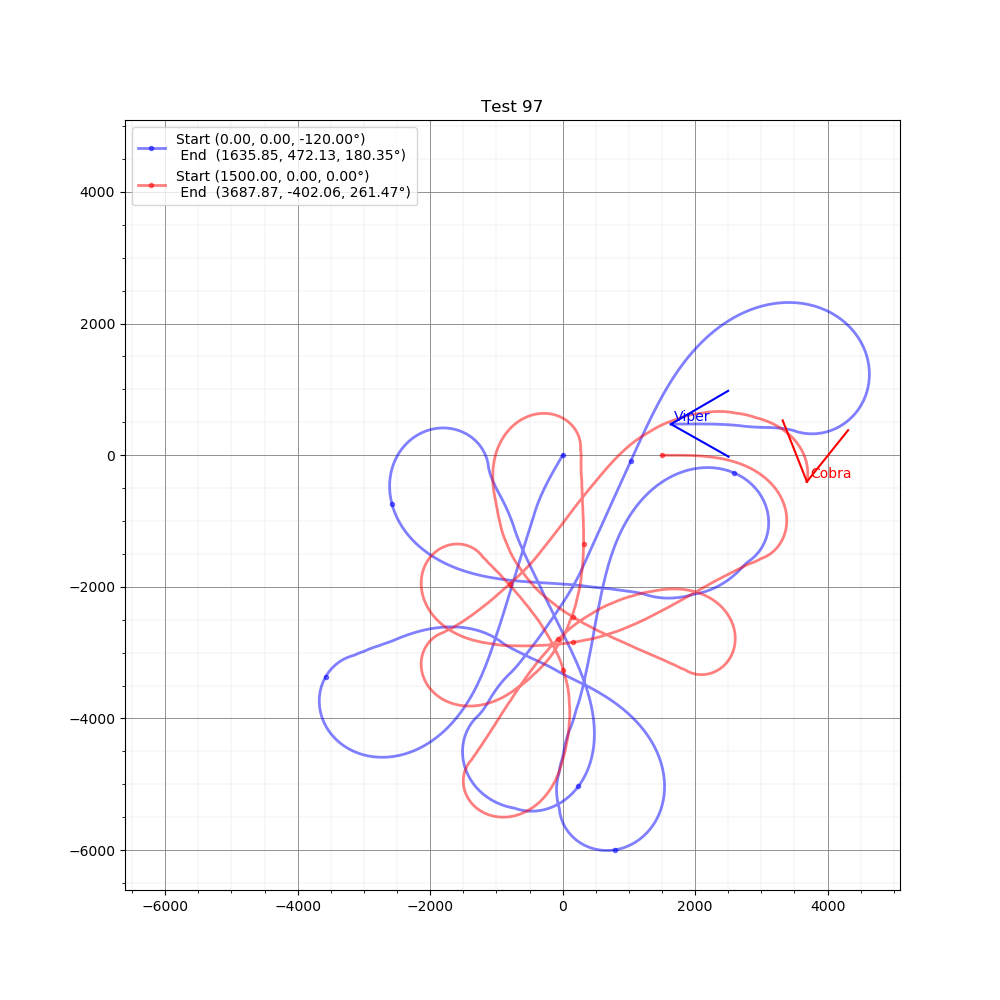 Test 97
Start (0.00, 0.00, -120.00°)
End  (1635.85, 472.13, 180.35°)
Start (1500.00, 0.00, 0.00°)
End  (3687.87, -402.06, 261.47°)
4000
2000
0
−2000
−4000
−6000
Viper
Cobra
−6000 −4000 −2000 0 2000 4000